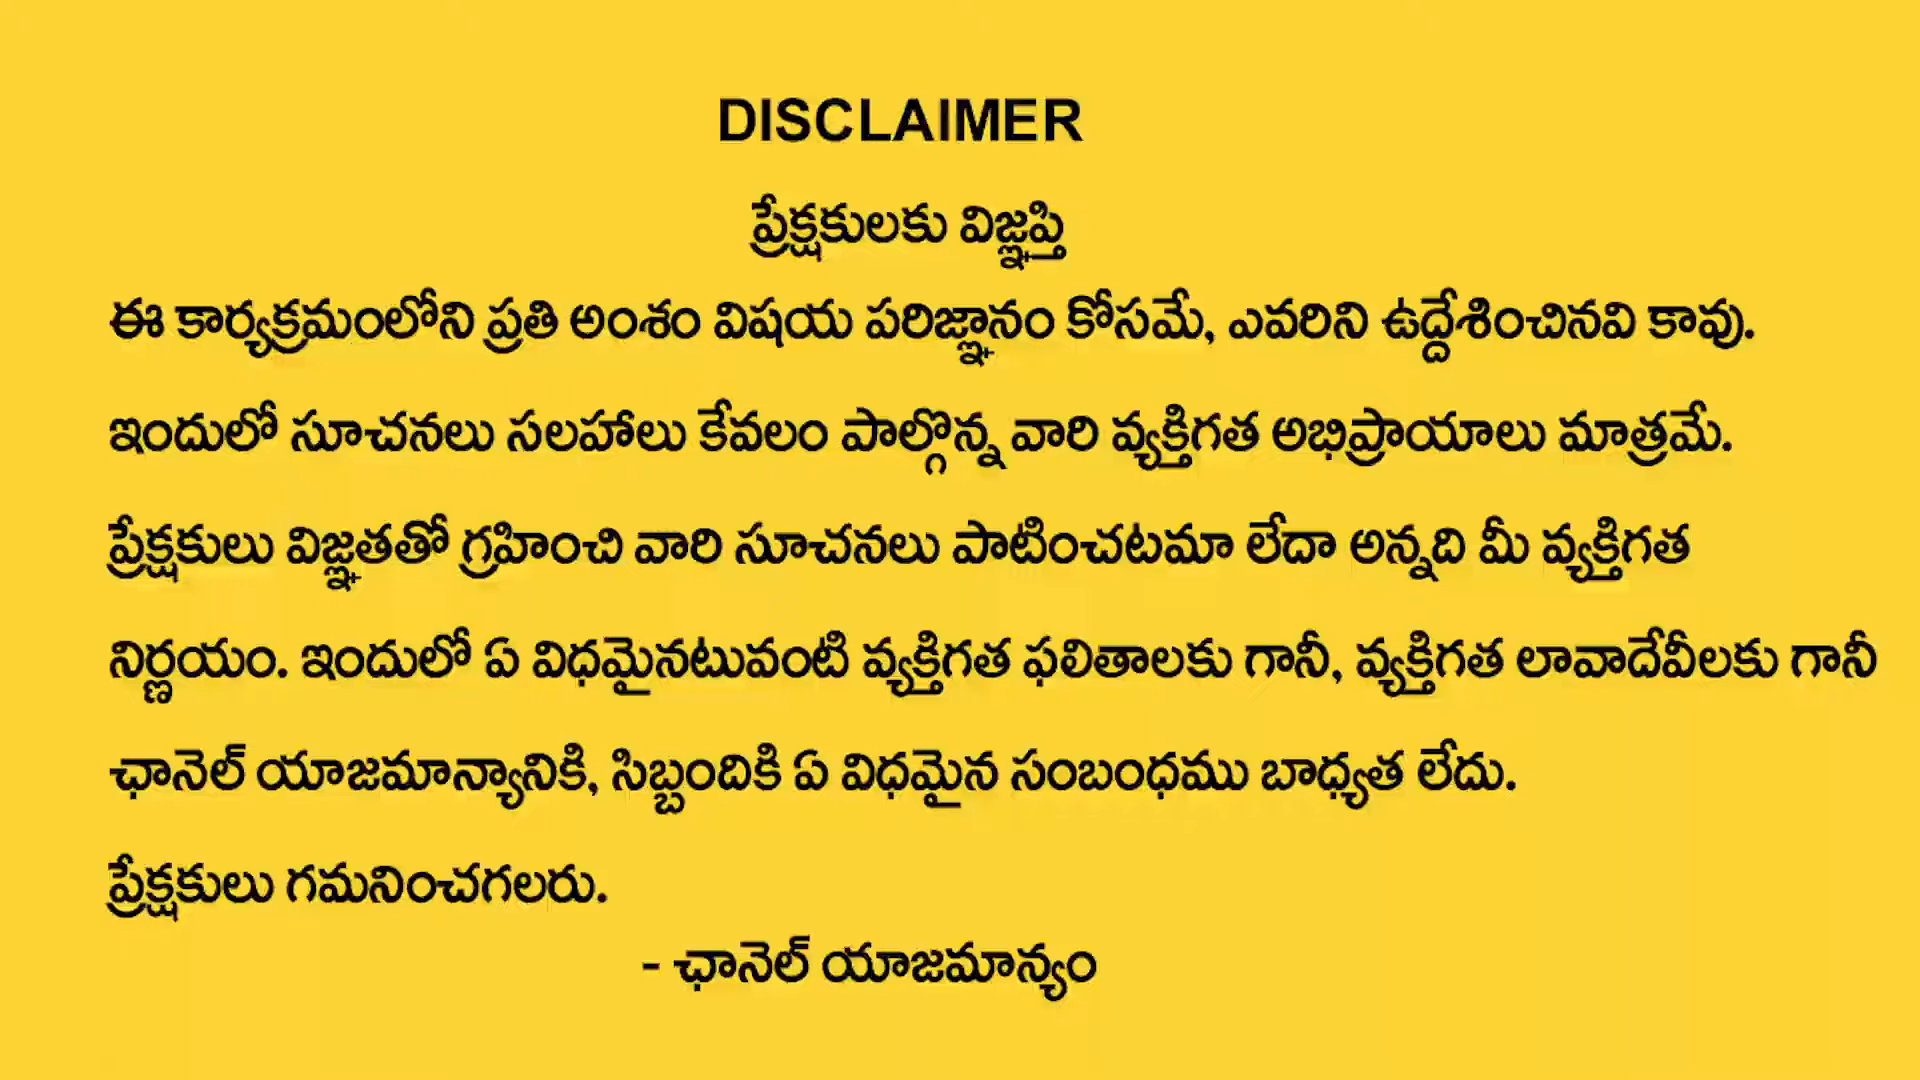 DISCLAIMER
ప్రేక్షకులకు విజ్ఞప్తి
ఈ కార్యక్రమంలోని ప్రతి అంశం విషయ పరిజ్ఞానం కోసమే, ఎవరిని ఉద్దేశించినవి కావు.
ఇందులో సూచనలు సలహాలు కేవలం పాల్గొన్న వారి వ్యక్తిగత అభిప్రాయాలు మాత్రమే.
ప్రేక్షకులు విజ్ఞతతో గ్రహించి వారి సూచనలు పాటించటమా లేదా అన్నది మీ వ్యక్తిగత
నిర్ణయం. ఇందులో ఏ విధమైనటువంటి వ్యక్తిగత ఫలితాలకు గానీ, వ్యక్తిగత లావాదేవీలకు గానీ
ఛానెల్ యాజమాన్యానికి, సిబ్బందికి ఏ విధమైన సంబంధము బాధ్యత లేదు.
ప్రేక్షకులు గమనించగలరు.
- ఛానెల్ యాజమాన్యం